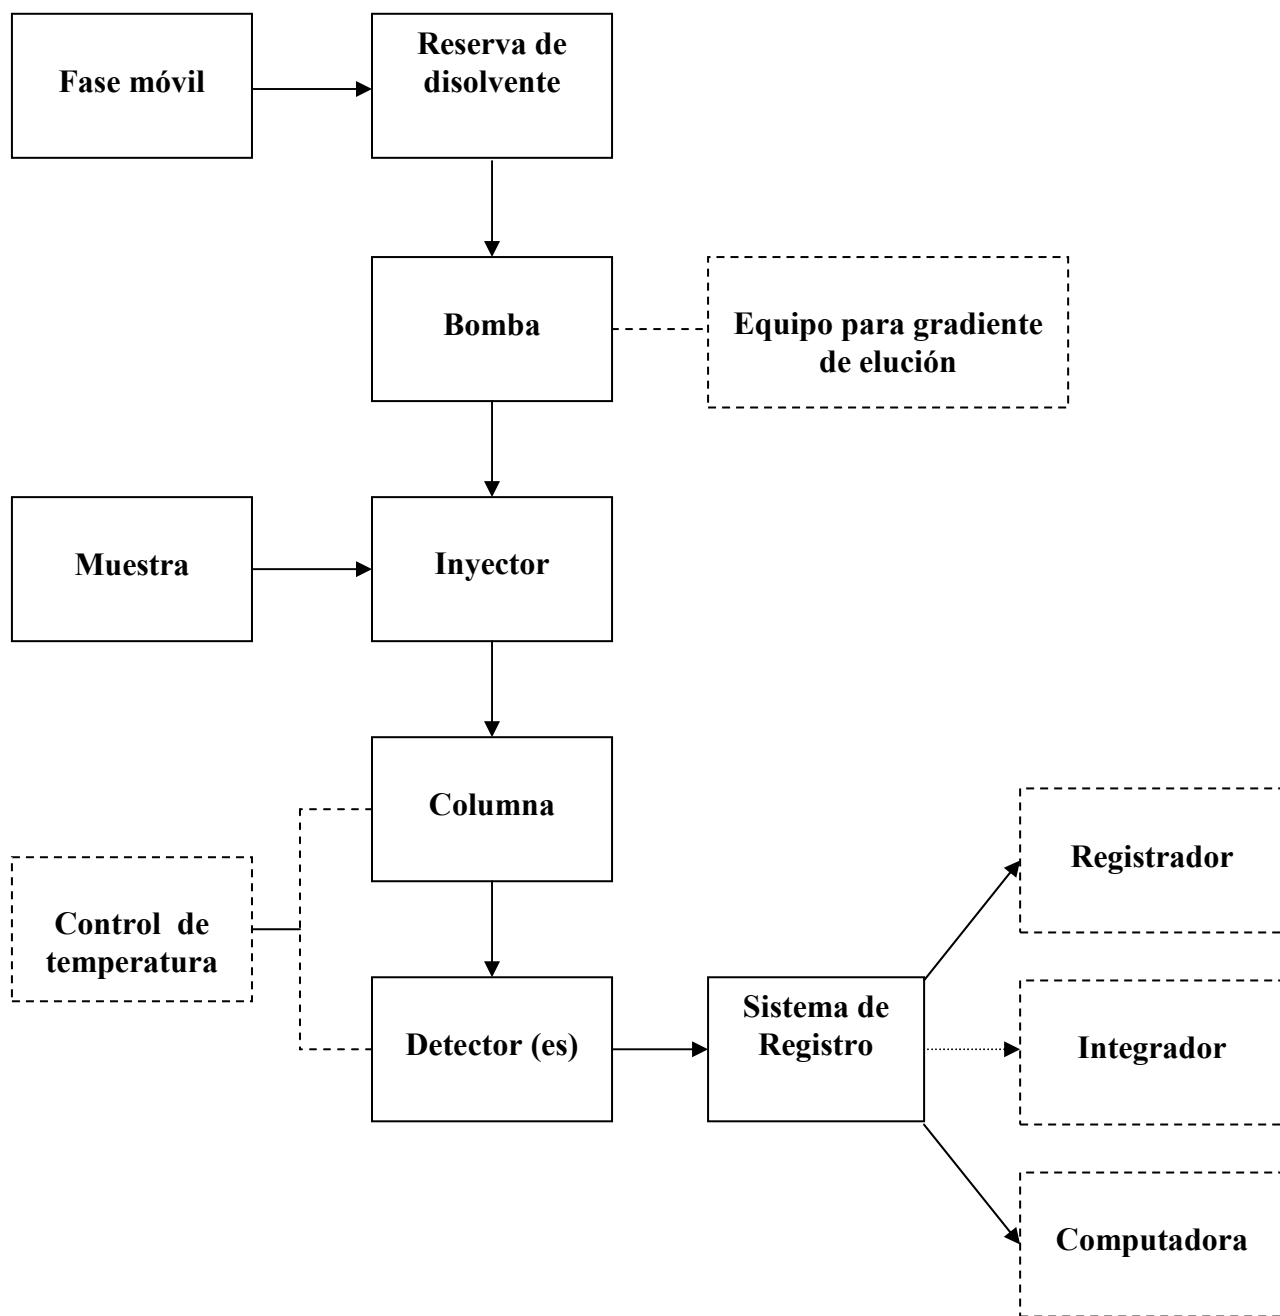 Fase móvil
Reserva de
disolvente
Bomba
Equipo para gradiente
de elución
Muestra
Inyector
Columna
Control de
temperatura
Detector (es)
Sistema de
Registro
Registrador
Integrador
Computadora